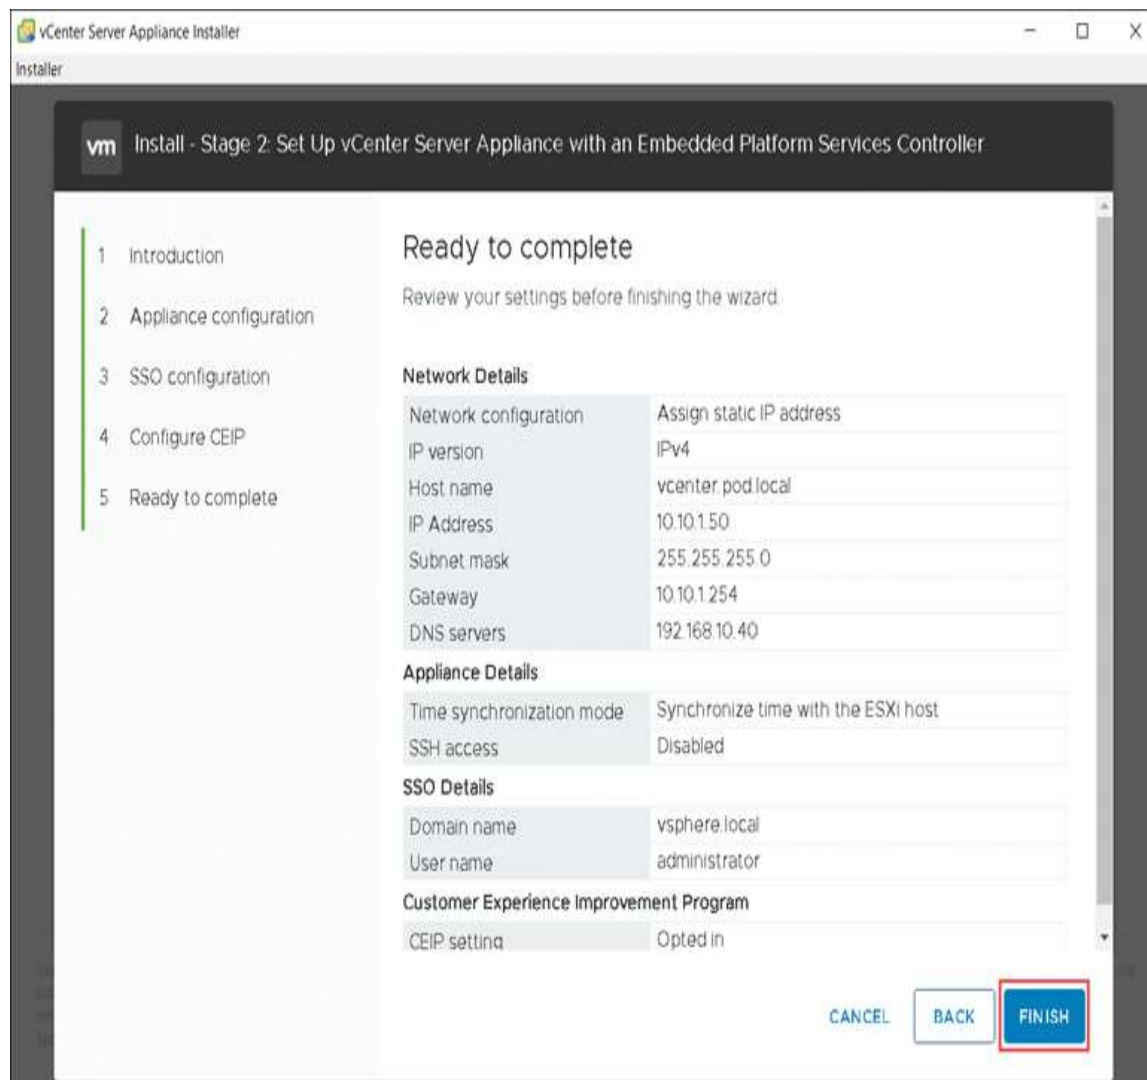 vCenter Server Appliance Installer
Installer
vm Install - Stage 2: Set Up vCenter Server Appliance with an Embedded Platform Services Controller
1 Introduction
2 Appliance configuration
3 SSO configuration
4 Configure CEIP
5 Ready to complete
Ready to complete
Review your settings before finishing the wizard.
Network Details
Network configuration Assign static IP address
IP version IPv4
Host name vcenter.pod.local
IP Address 10.10.1.50
Subnet mask 255.255.255.0
Gateway 10.10.1.254
DNS servers 192.168.10.40
Appliance Details
Time synchronization mode Synchronize time with the ESXi host
SSH access Disabled
SSO Details
Domain name vsphere.local
User name administrator
Customer Experience Improvement Program
CEIP setting Opted in
CANCEL BACK FINISH